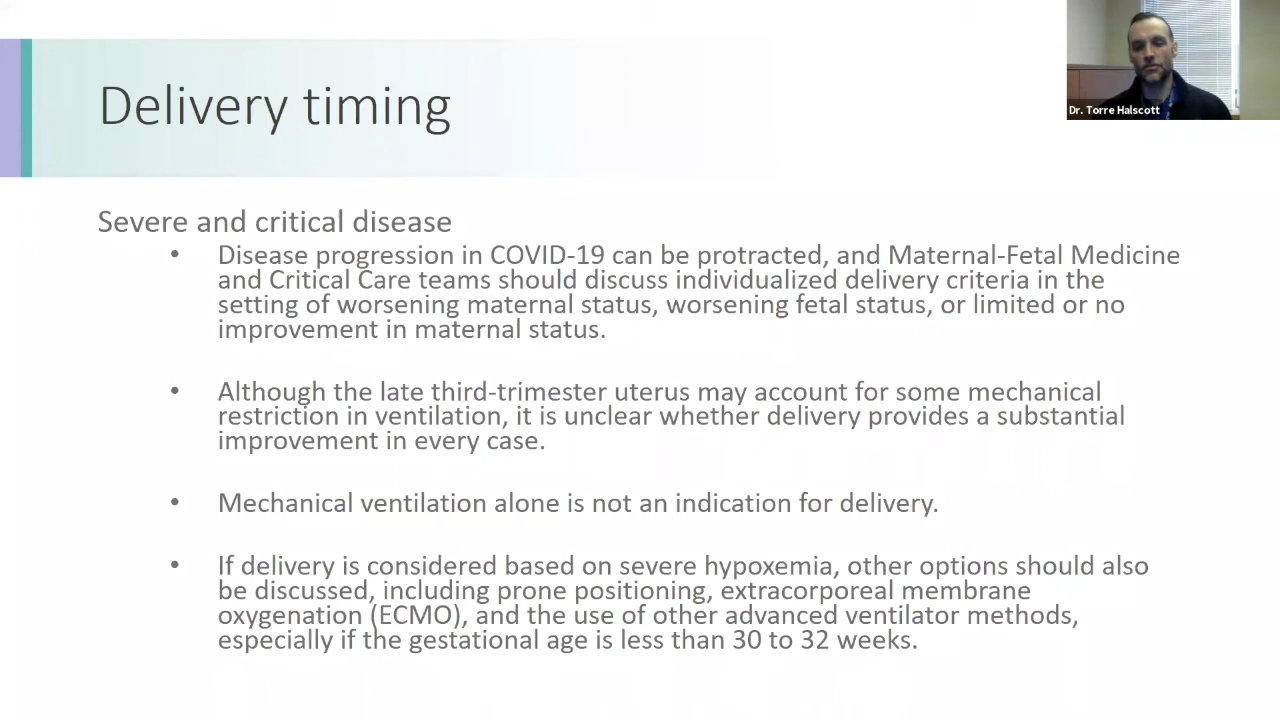 Dr. Torre Halscott
Delivery timing
Severe and critical disease
• Disease progression in COVID-19 can be protracted, and Maternal-Fetal Medicine
and Critical Care teams should discuss individualized delivery criteria in the
setting of worsening maternal status, worsening fetal status, or limited or no
improvement in maternal status.
• Although the late third-trimester uterus may account for some mechanical
restriction in ventilation, it is unclear whether delivery provides a substantial
improvement in every case.
• Mechanical ventilation alone is not an indication for delivery.
• If delivery is considered based on severe hypoxemia, other options should also
be discussed, including prone positioning, extracorporeal membrane
oxygenation (ECMO), and the use of other advanced ventilator methods,
especially if the gestational age is less than 30 to 32 weeks.